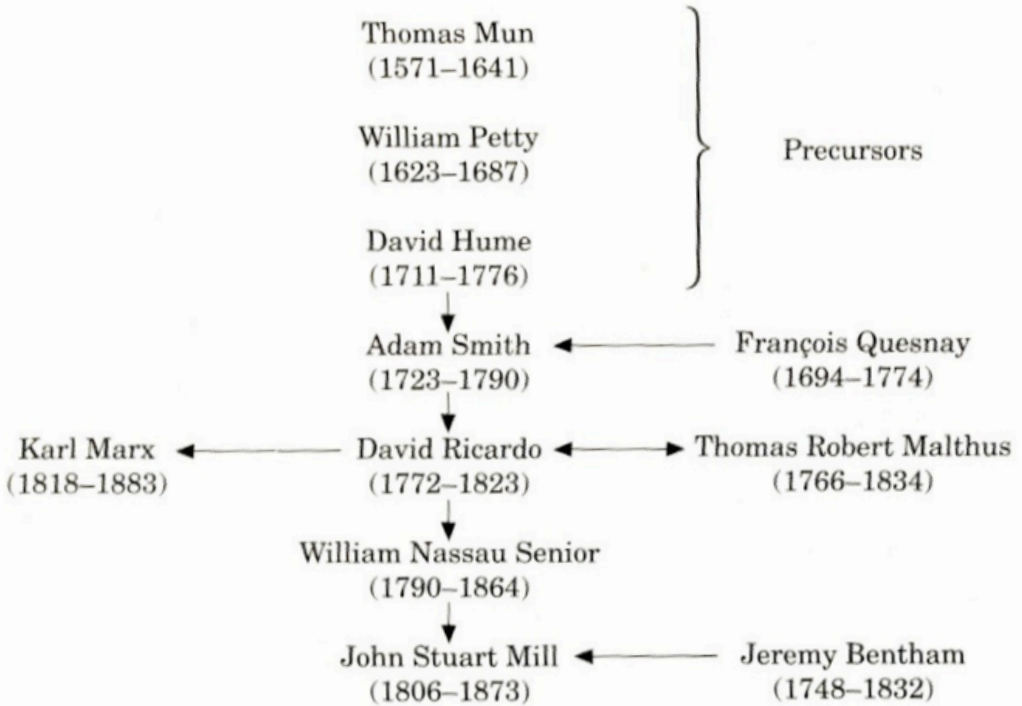 Thomas Mun
(1571–1641)
William Petty
(1623–1687)
Precursors
David Hume
(1711–1776)
Adam Smith
(1723–1790)
François Quesnay
(1694–1774)
Karl Marx
(1818–1883)
David Ricardo
(1772–1823)
Thomas Robert Malthus
(1766–1834)
William Nassau Senior
(1790–1864)
John Stuart Mill
(1806–1873)
Jeremy Bentham
(1748–1832)